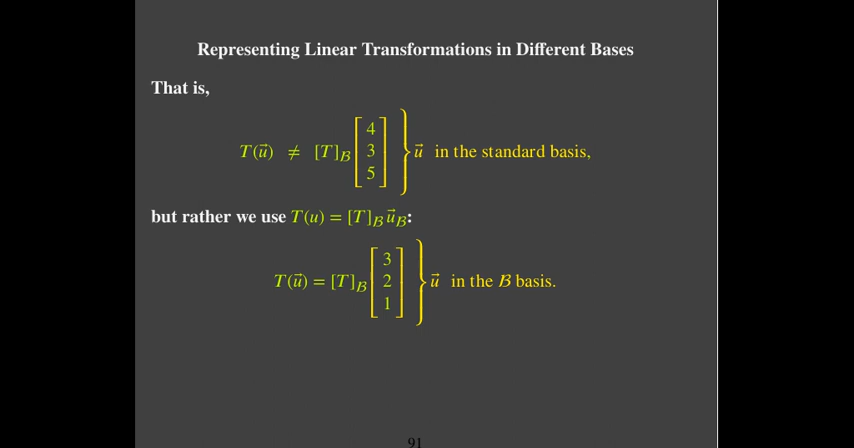 Representing Linear Transformations in Different Bases
That is,
T(u⃗) ≠ [T]_ℬ [4 3 5] } u⃗ in the standard basis,
but rather we use T(u) = [T]_ℬ u⃗_ℬ:
T(u⃗) = [T]_ℬ [3 2 1] } u⃗ in the ℬ basis.
91